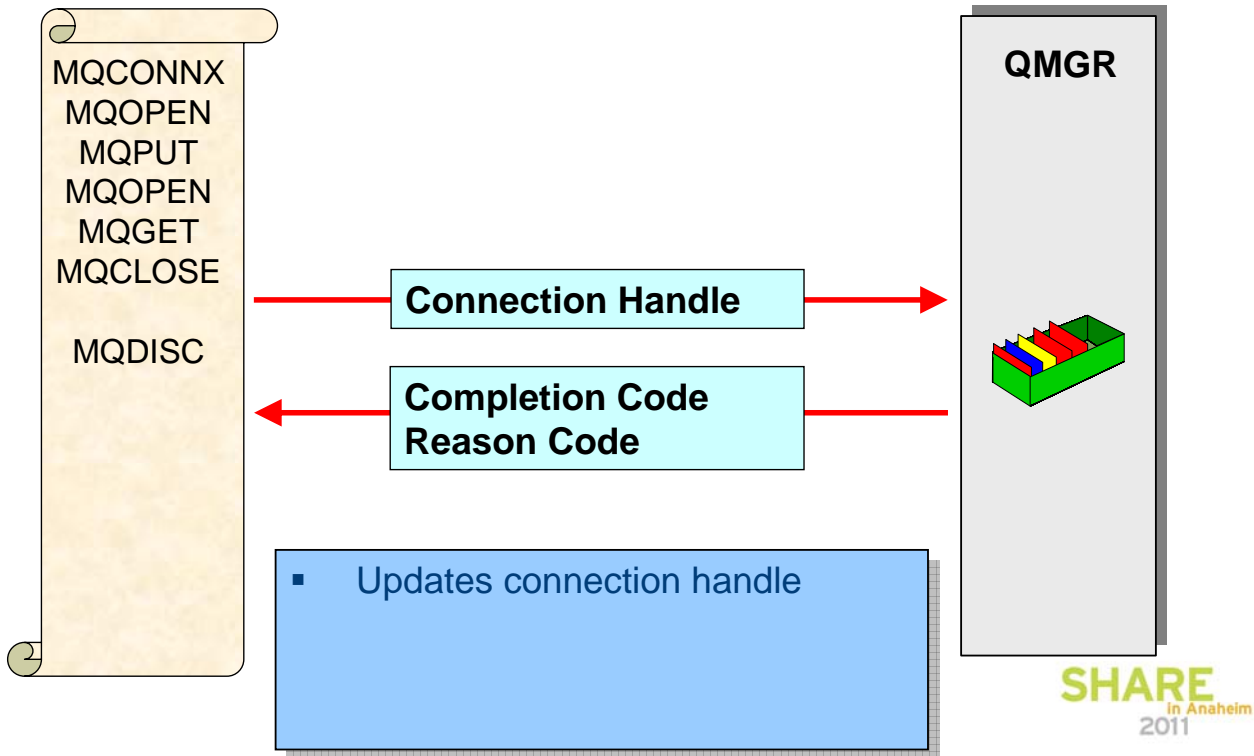 MQCONNX
MQOPEN
MQPUT
MQOPEN
MQGET
MQCLOSE
MQDISC
Connection Handle
Completion Code
Reason Code
QMGR
▪ Updates connection handle
SHARE
in Anaheim
2011